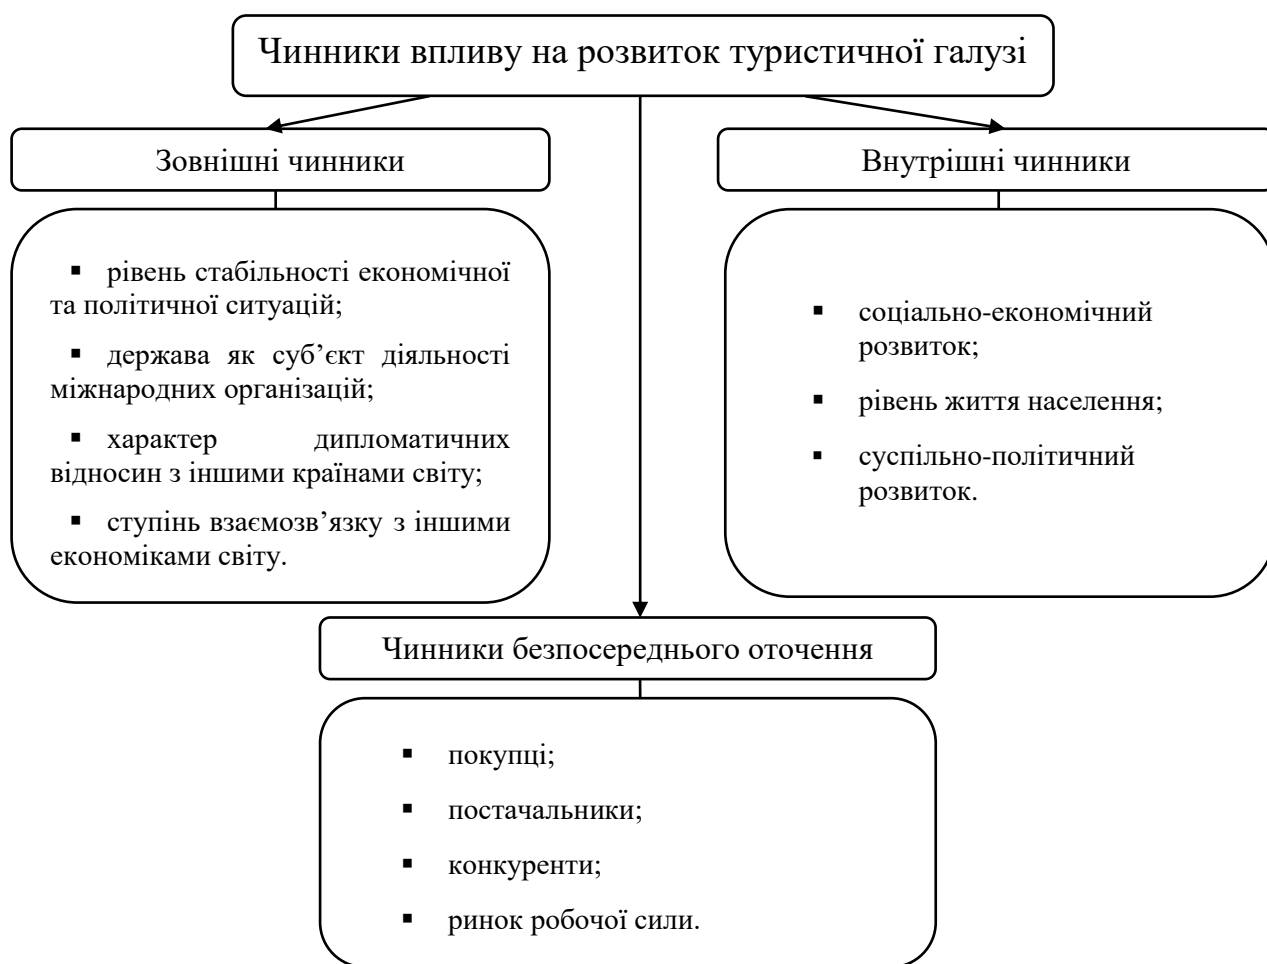 Чинники впливу на розвиток туристичної галузі
Зовнішні чинники
▪ рівень стабільності економічної
та політичної ситуацій;
▪ держава як суб’єкт діяльності
міжнародних організацій;
▪ характер дипломатичних
відносин з іншими країнами світу;
▪ ступінь взаємозв’язку з іншими
економіками світу.
Внутрішні чинники
▪ соціально-економічний
розвиток;
▪ рівень життя населення;
▪ суспільно-політичний
розвиток.
Чинники безпосереднього оточення
▪ покупці;
▪ постачальники;
▪ конкуренти;
▪ ринок робочої сили.